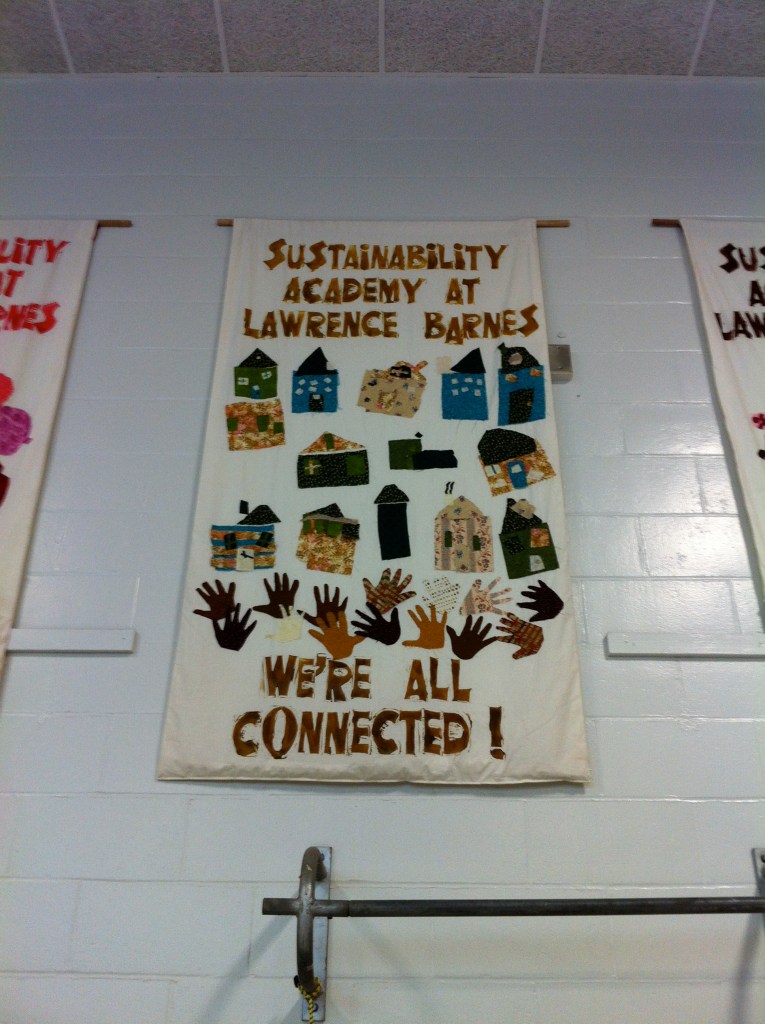 SUSTAINABILITY
ACADEMY AT
LAWRENCE BARNES
WE'RE ALL
CONNECTED!